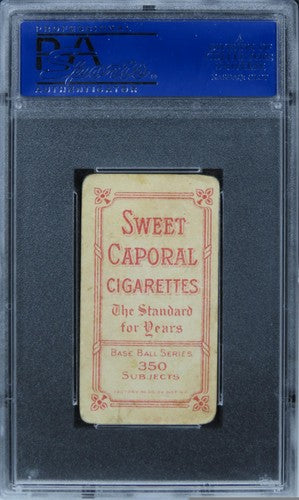 PSA
SWEET
CAPORAL
CIGARETTES
The Standard
for Years
BASE BALL SERIES
350
SUBJECTS